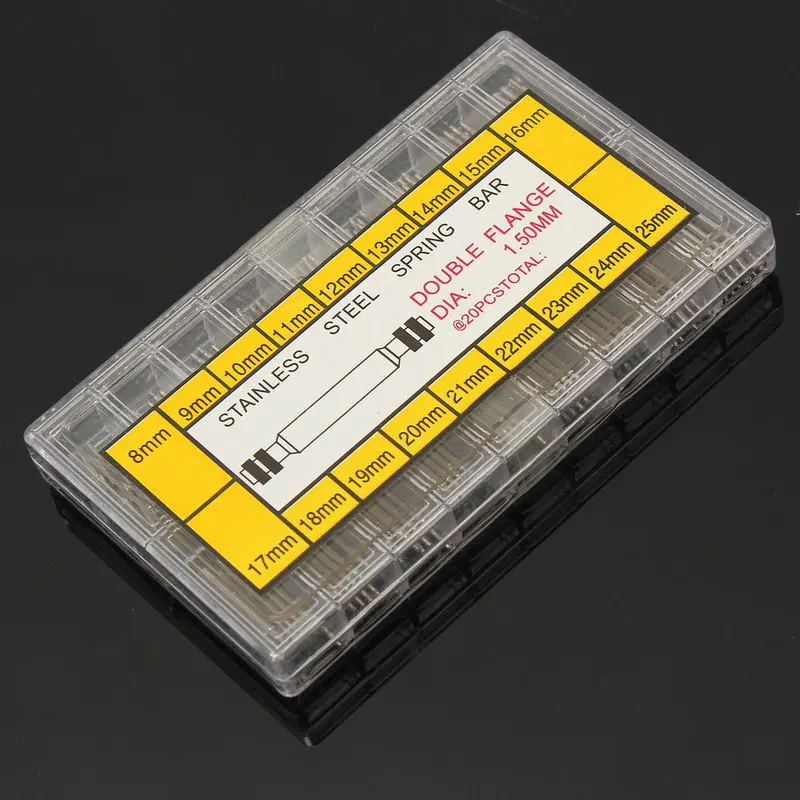 8mm
9mm
10mm
11mm
12mm
13mm
14mm
15mm
16mm
STAINLESS STEEL SPRING BAR
DOUBLE FLANGE
DIA: 1.50MM
@20PCSTOTAL:
17mm
18mm
19mm
20mm
21mm
22mm
23mm
24mm
25mm